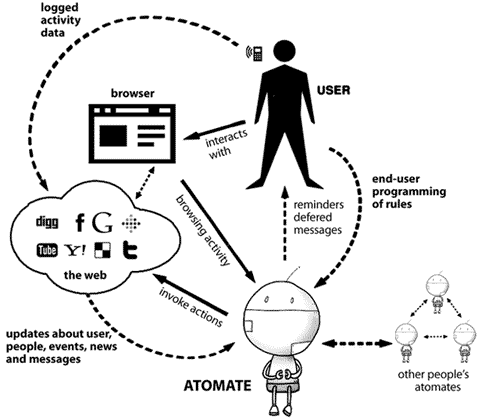 logged
activity
data
browser
USER
interacts
with
end-user
programming
of rules
digg
f
G
You Tube
Y!
t
the web
browsing activity
reminders
defered
messages
invoke actions
updates about user,
people, events, news
and messages
ATOMATE
other people's
atomates